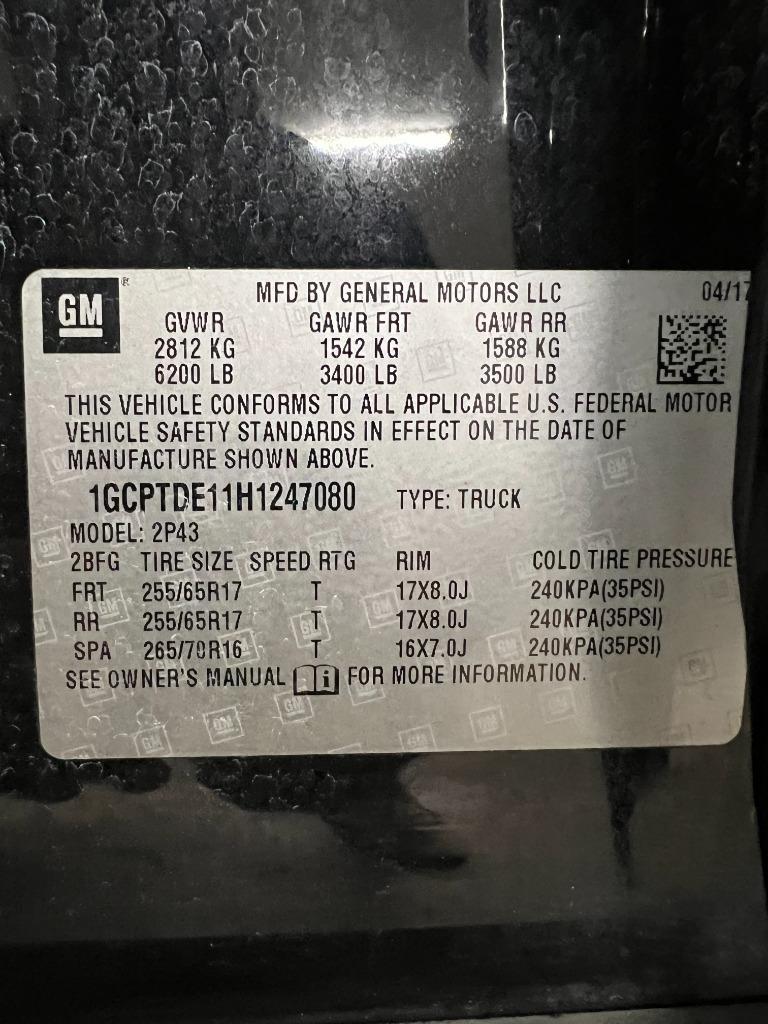 GM
MFD BY GENERAL MOTORS LLC 04/17
GVWR GAWR FRT GAWR RR
2812 KG 1542 KG 1588 KG
6200 LB 3400 LB 3500 LB
THIS VEHICLE CONFORMS TO ALL APPLICABLE U.S. FEDERAL MOTOR
VEHICLE SAFETY STANDARDS IN EFFECT ON THE DATE OF
MANUFACTURE SHOWN ABOVE.
1GCPTDE11H1247080 TYPE: TRUCK
MODEL: 2P43
2BFG TIRE SIZE SPEED RTG RIM COLD TIRE PRESSURE
FRT 255/65R17 T 17X8.0J 240KPA(35PSI)
RR 255/65R17 T 17X8.0J 240KPA(35PSI)
SPA 265/70R16 T 16X7.0J 240KPA(35PSI)
SEE OWNER'S MANUAL i FOR MORE INFORMATION.